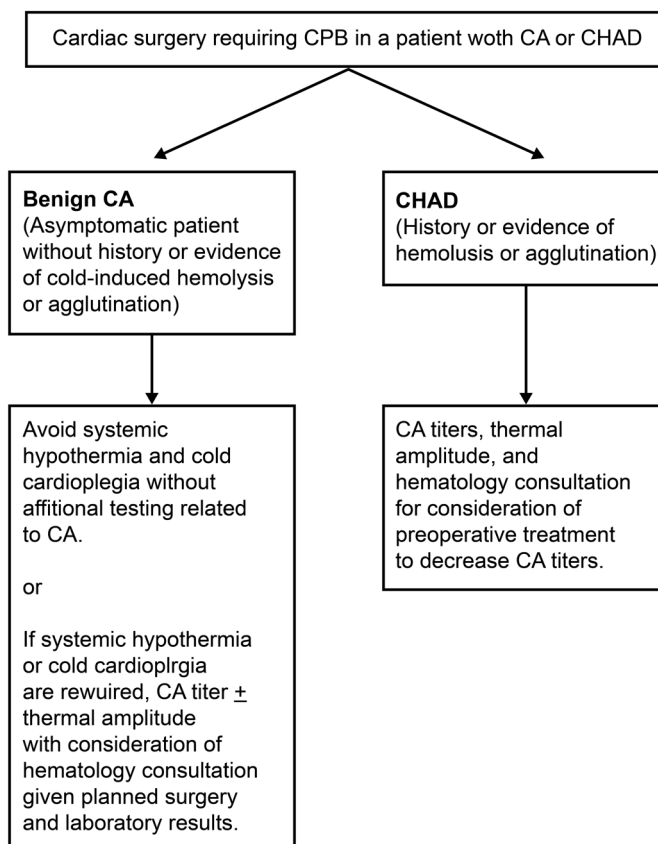 Cardiac surgery requiring CPB in a patient woth CA or CHAD
Benign CA
(Asymptomatic patient
without history or evidence
of cold-induced hemolysis
or agglutination)
CHAD
(History or evidence of
hemolusis or agglutination)
Avoid systemic
hypothermia and cold
cardioplegia without
affitional testing related
to CA.
or
If systemic hypothermia
or cold cardioplrgia
are rewuired, CA titer ±
thermal amplitude
with consideration of
hematology consultation
given planned surgery
and laboratory results.
CA titers, thermal
amplitude, and
hematology consultation
for consideration of
preoperative treatment
to decrease CA titers.